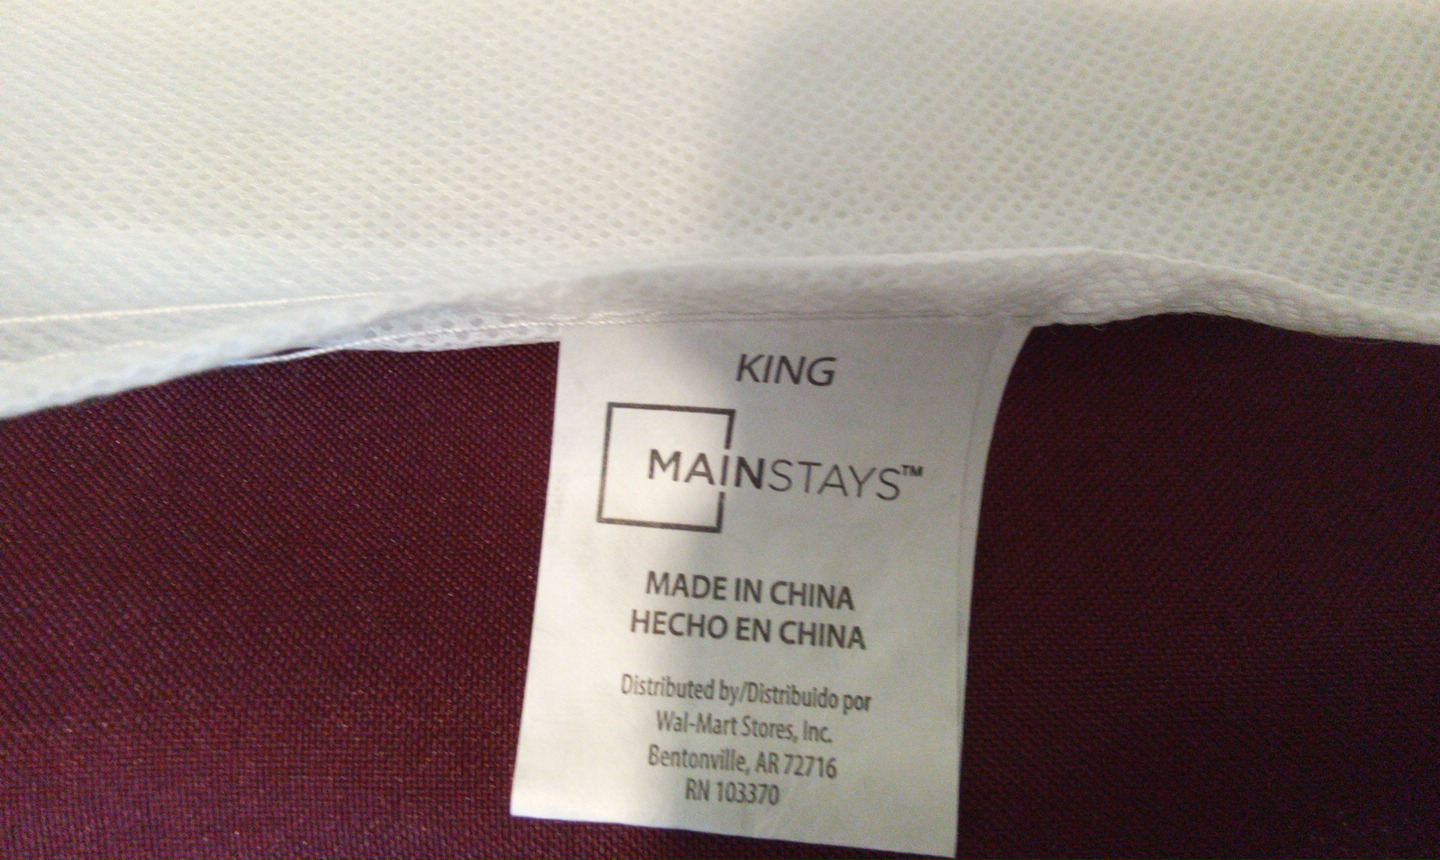 KING
MAINSTAYS™
MADE IN CHINA
HECHO EN CHINA
Distributed by/Distribuido por
Wal-Mart Stores, Inc.
Bentonville, AR 72716
RN 103370